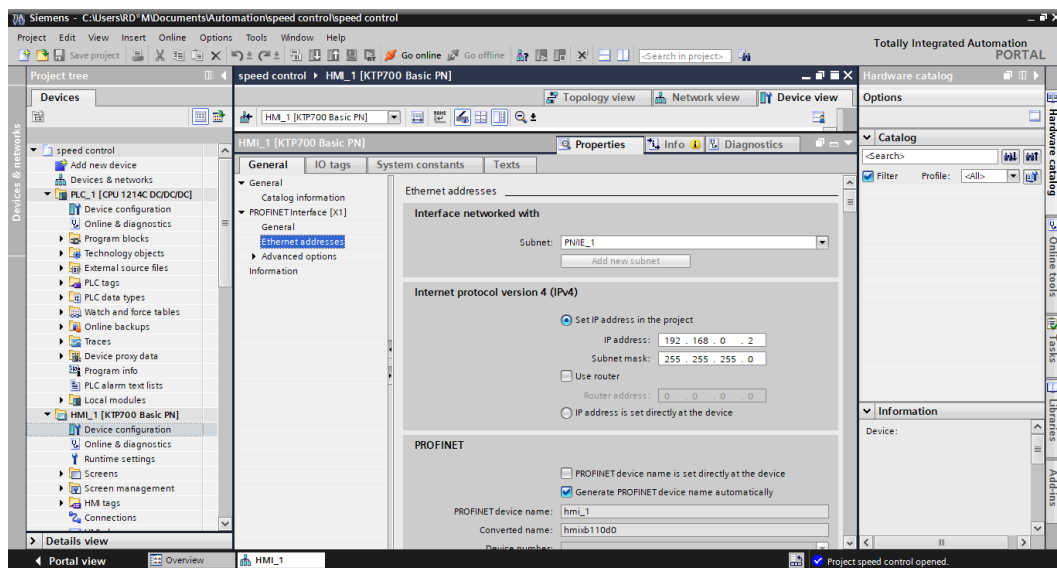 Siemens - C:\Users\RD*M\Documents\Automation\speed control\speed control
Project Edit View Insert Online Options Tools Window Help
Totally Integrated Automation
PORTAL
Save project
Go online
Go offline
<Search in project>
Project tree
speed control
HMI_1 [KTP700 Basic PN]
Hardware catalog
Devices
Topology view
Network view
Device view
Options
HMI_1 [KTP700 Basic PN]
HMI_1 [KTP700 Basic PN]
Properties
Info
Diagnostics
Catalog
General
IO tags
System constants
Texts
<Search>
Filter
Profile:
<All>
Devices & networks
speed control
Add new device
Devices & networks
PLC_1 [CPU 1214C DC/DC/DC]
Device configuration
Online & diagnostics
Program blocks
Technology objects
External source files
PLC tags
PLC data types
Watch and force tables
Online backups
Traces
Device proxy data
Program info
PLC alarm text lists
Local modules
HMI_1 [KTP700 Basic PN]
Device configuration
Online & diagnostics
Runtime settings
Screens
Screen management
HMI tags
Connections
Details view
General
Catalog information
PROFINET Interface [X1]
General
Ethernet addresses
Advanced options
Information
Ethernet addresses
Interface networked with
Subnet: PN/IE_1
Add new subnet
Internet protocol version 4 (IPv4)
Set IP address in the project
IP address: 192 . 168 . 0 . 2
Subnet mask: 255 . 255 . 255 . 0
Use router
Router address: 0 . 0 . 0 . 0
IP address is set directly at the device
PROFINET
PROFINET device name is set directly at the device
Generate PROFINET device name automatically
PROFINET device name: hmi_1
Converted name: hmixb110d0
Device number:
Information
Device:
Hardware catalog
Online tools
Tasks
Libraries
Add-ins
Portal view
Overview
HMI_1
Project speed control opened.